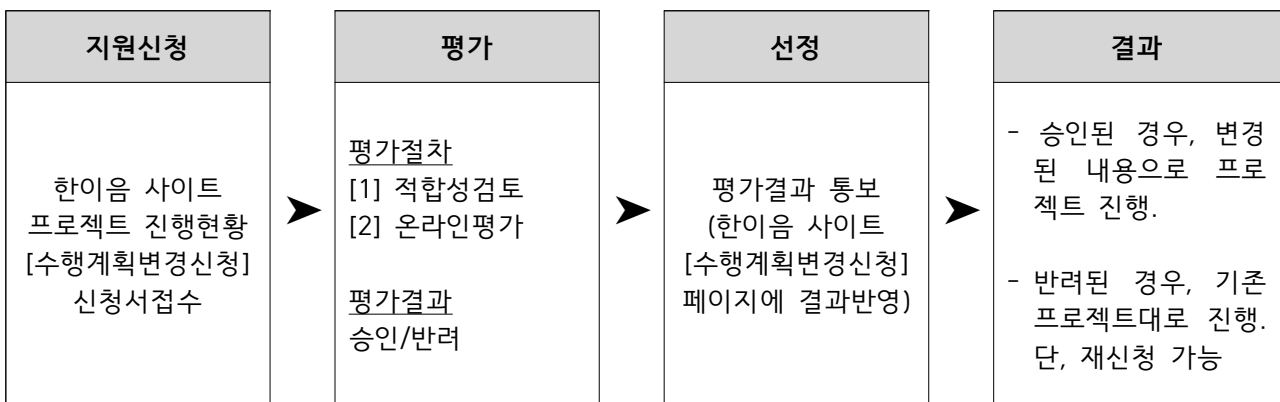 지원신청
한이음 사이트
프로젝트 진행현황
[수행계획변경신청]
신청서접수
평가
평가절차
[1] 적합성검토
[2] 온라인평가
평가결과
승인/반려
선정
평가결과 통보
(한이음 사이트
[수행계획변경신청]
페이지에 결과반영)
결과
- 승인된 경우, 변경
된 내용으로 프로
젝트 진행.
- 반려된 경우, 기존
프로젝트대로 진행.
단, 재신청 가능